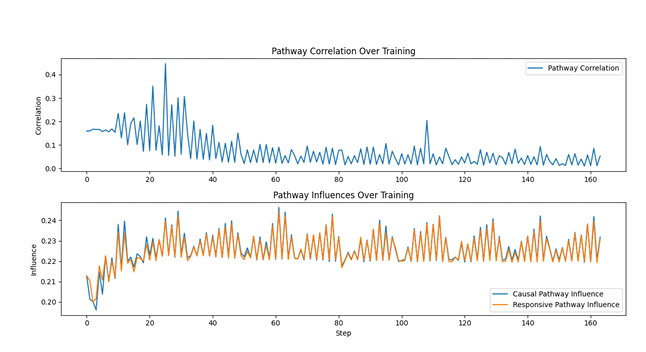 Pathway Correlation Over Training
Pathway Correlation
Correlation
0.4
0.3
0.2
0.1
0.0
0 20 40 60 80 100 120 140 160
Pathway Influences Over Training
Influence
0.24
0.23
0.22
0.21
0.20
Causal Pathway Influence
Responsive Pathway Influence
0 20 40 60 80 100 120 140 160
Step